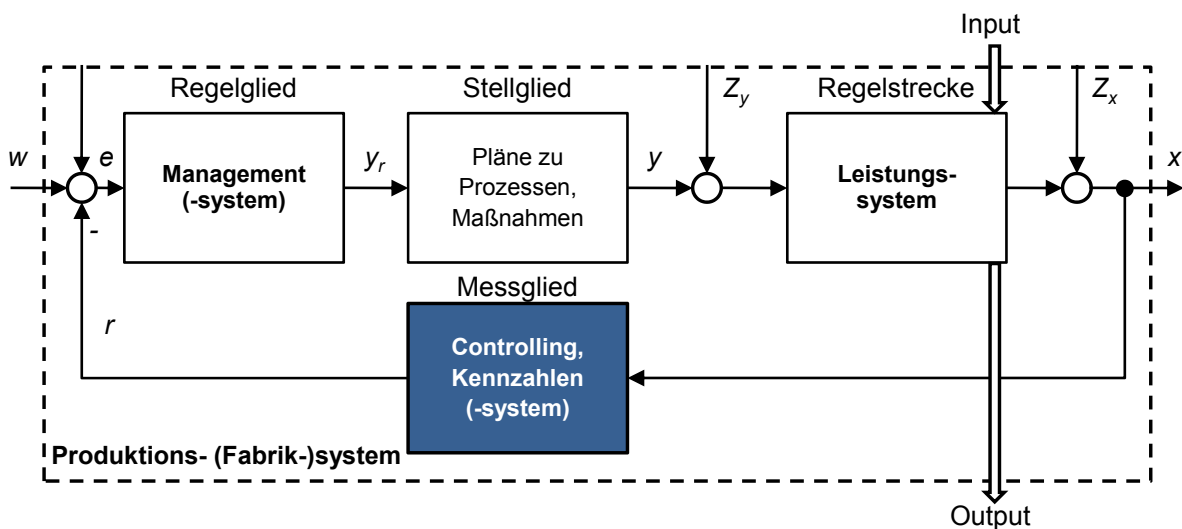 Input
Regelglied
Stellglied
Z_y
Regelstrecke
Z_x
w
e
Management
(-system)
y_r
Pläne zu
Prozessen,
Maßnahmen
y
Leistungs-
system
x
-
Messglied
r
Controlling,
Kennzahlen
(-system)
Produktions- (Fabrik-)system
Output